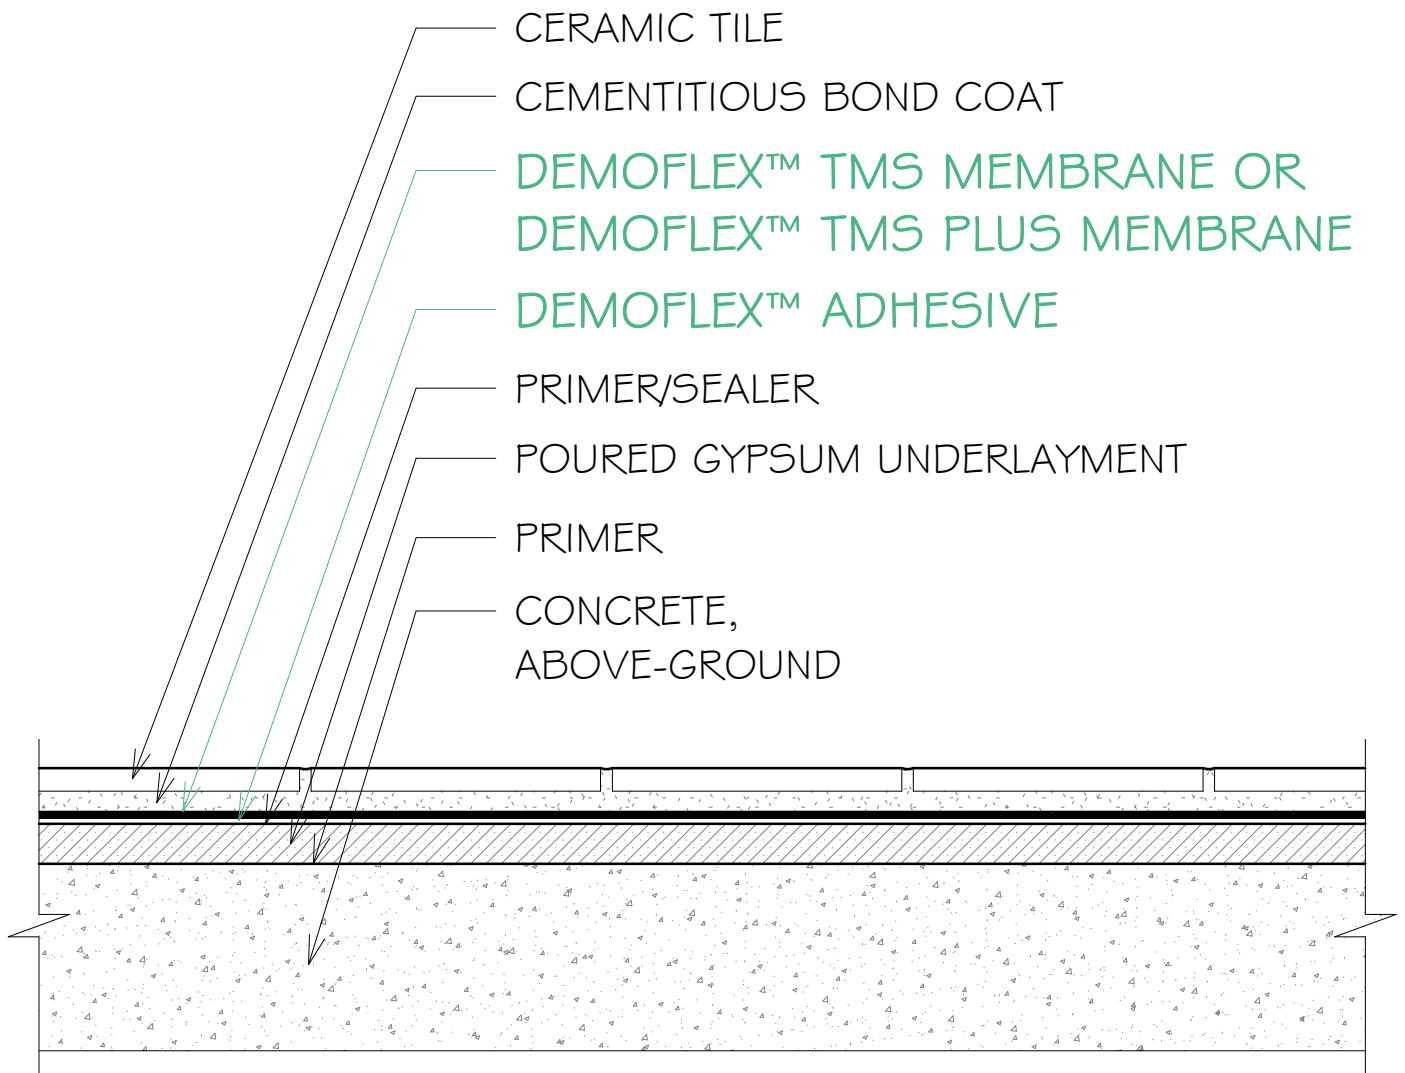 CERAMIC TILE
CEMENTITIOUS BOND COAT
DEMOFLEX™ TMS MEMBRANE OR
DEMOFLEX™ TMS PLUS MEMBRANE
DEMOFLEX™ ADHESIVE
PRIMER/SEALER
POURED GYPSUM UNDERLAYMENT
PRIMER
CONCRETE,
ABOVE-GROUND